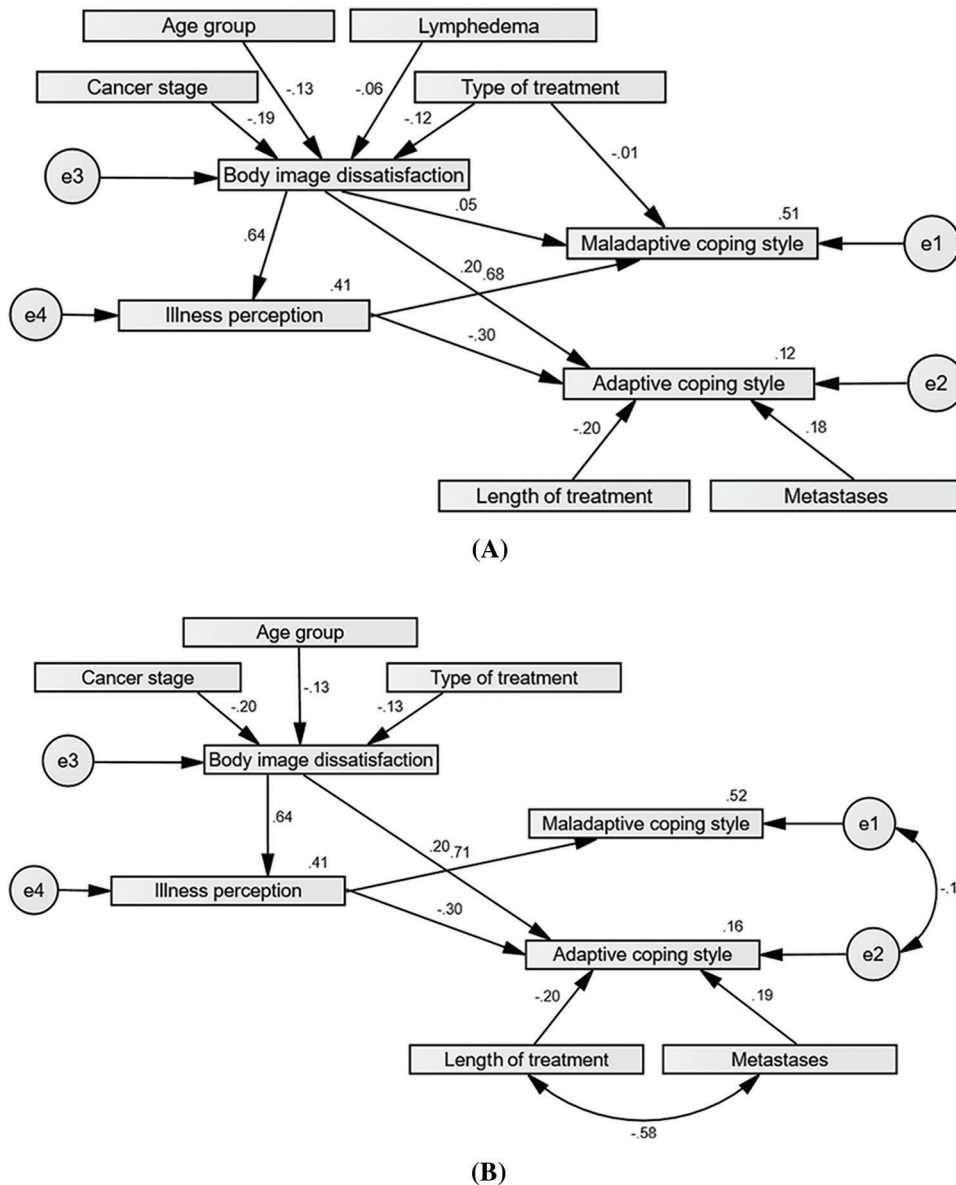 Age group
Lymphedema
Cancer stage
Type of treatment
-.13
-.06
-.19
-.12
-.01
e3
Body image dissatisfaction
.05
.51
Maladaptive coping style
e1
.64
.20
.68
.41
e4
Illness perception
-.30
.12
Adaptive coping style
e2
-.20
.18
Length of treatment
Metastases
(A)
Age group
Cancer stage
Type of treatment
-.20
-.13
-.13
e3
Body image dissatisfaction
.64
.52
Maladaptive coping style
e1
.20
.71
.41
e4
Illness perception
-.30
-.1
.16
Adaptive coping style
e2
-.20
.19
Length of treatment
Metastases
-.58
(B)